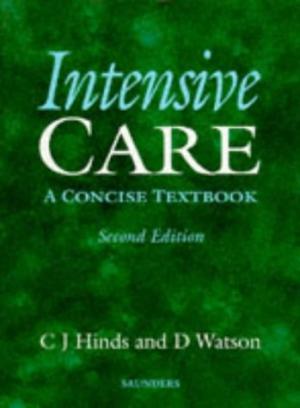 Intensive
CARE
A CONCISE TEXTBOOK
Second Edition
C J Hinds and D Watson
SAUNDERS